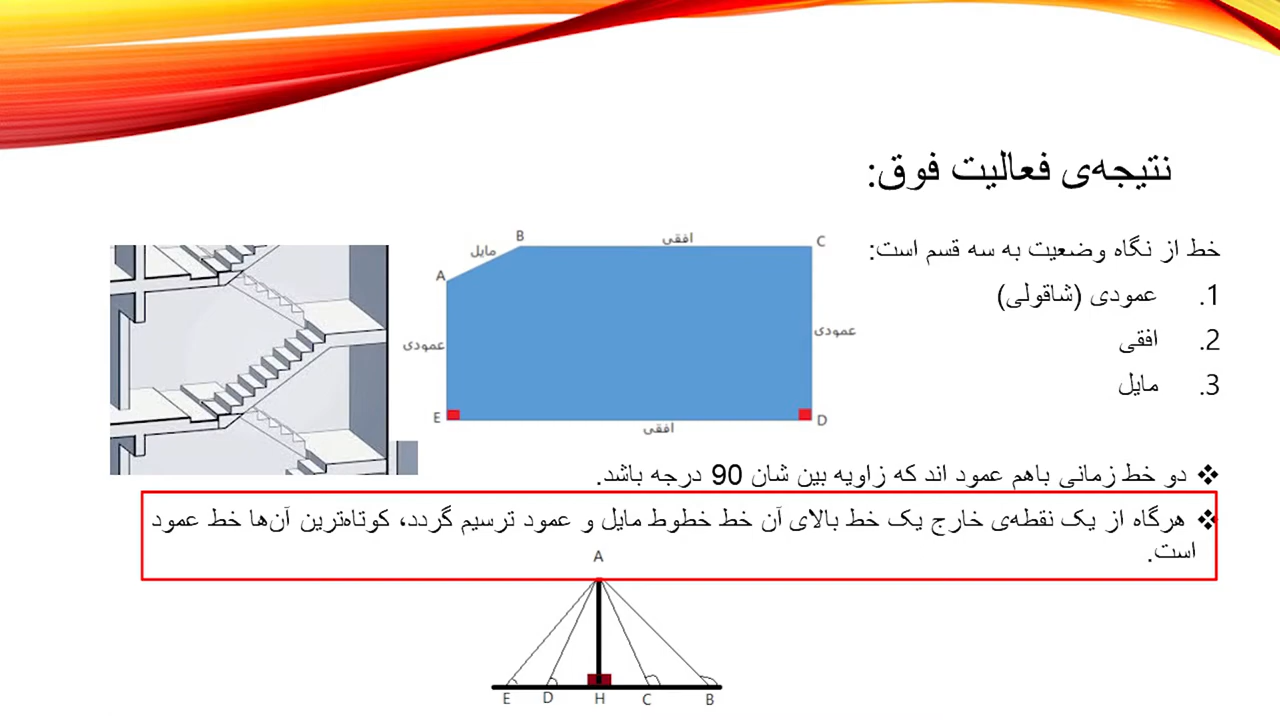 نتیجه‌ی فعالیت فوق:
خط از نگاه وضعیت به سه قسم است:
1. عمودی (شاقولی)
2. افقی
3. مایل
B
افقی
C
مایل
A
عمودی
عمودی
E
D
افقی
❖ دو خط زمانی باهم عمود اند که زاویه بین شان 90 درجه باشد.
❖ هرگاه از یک نقطه‌ی خارج یک خط بالای آن خط خطوط مایل و عمود ترسیم گردد، کوتاه‌ترین آن‌ها خط عمود
است.
A
E D H C B